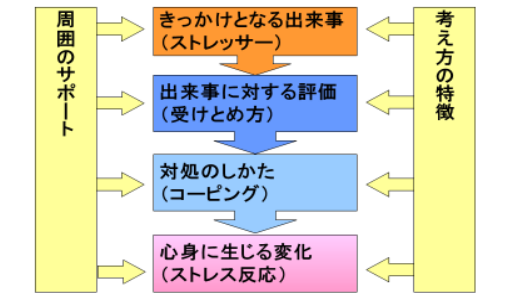 周囲のサポート
きっかけとなる出来事
（ストレッサー）
出来事に対する評価
（受けとめ方）
対処のしかた
（コーピング）
心身に生じる変化
（ストレス反応）
考え方の特徴